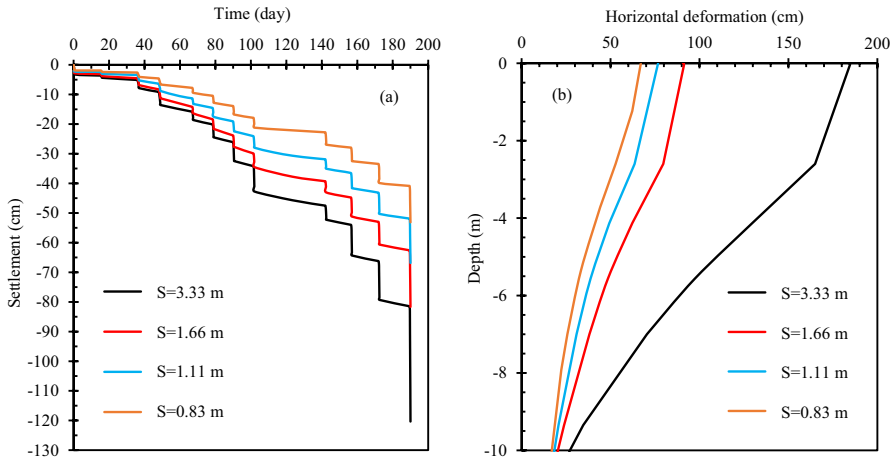 Time (day)
0 20 40 60 80 100 120 140 160 180 200
0
-10
-20
-30
-40
-50
-60
-70
-80
-90
-100
-110
-120
-130
Settlement (cm)
(a)
S=3.33 m
S=1.66 m
S=1.11 m
S=0.83 m
Horizontal deformation (cm)
0 50 100 150 200
0
-2
-4
-6
-8
-10
Depth (m)
(b)
S=3.33 m
S=1.66 m
S=1.11 m
S=0.83 m